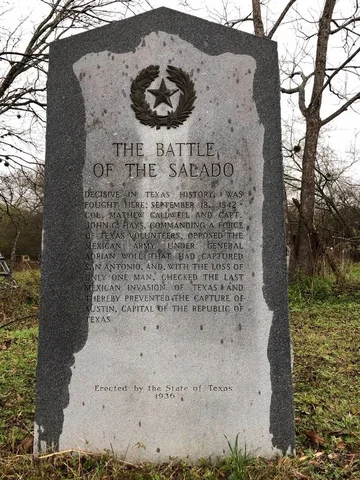 THE BATTLE
OF THE SALADO
DECISIVE IN TEXAS HISTORY, WAS
FOUGHT HERE, SEPTEMBER 18, 1842 -
COL. MATHEW CALDWELL AND CAPT.
JOHN C. HAYS, COMMANDING A FORCE
OF TEXAS VOLUNTEERS, OPPOSED THE
MEXICAN ARMY UNDER GENERAL
ADRIAN WOLL THAT HAD CAPTURED
SAN ANTONIO, AND, WITH THE LOSS OF
ONLY ONE MAN, CHECKED THE LAST
MEXICAN INVASION OF TEXAS AND
THEREBY PREVENTED THE CAPTURE OF
AUSTIN, CAPITAL OF THE REPUBLIC OF
TEXAS
Erected by the State of Texas
1936